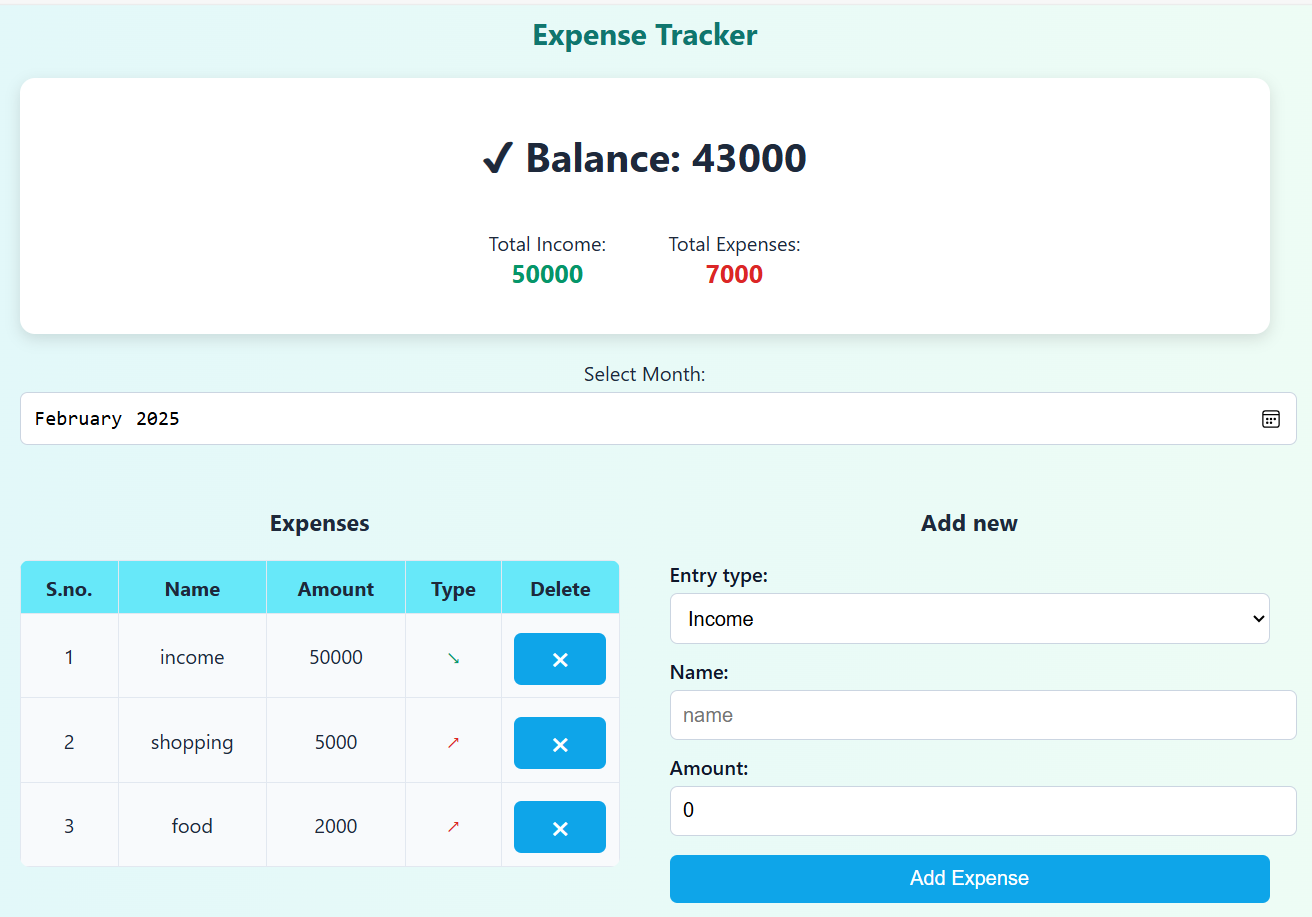 Expense Tracker
✓ Balance: 43000
Total Income: Total Expenses:
50000 7000
Select Month:
February 2025
Expenses
S.no. Name Amount Type Delete
1 income 50000 ↘ ✕
2 shopping 5000 ↗ ✕
3 food 2000 ↗ ✕
Add new
Entry type:
Income
Name:
name
Amount:
0
Add Expense